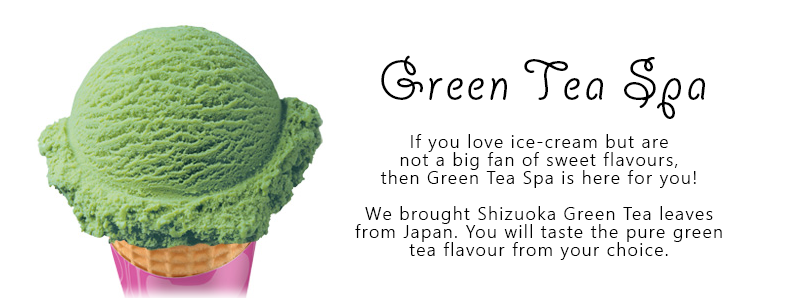 Green Tea Spa
If you love ice-cream but are
not a big fan of sweet flavours,
then Green Tea Spa is here for you!
We brought Shizuoka Green Tea leaves
from Japan. You will taste the pure green
tea flavour from your choice.